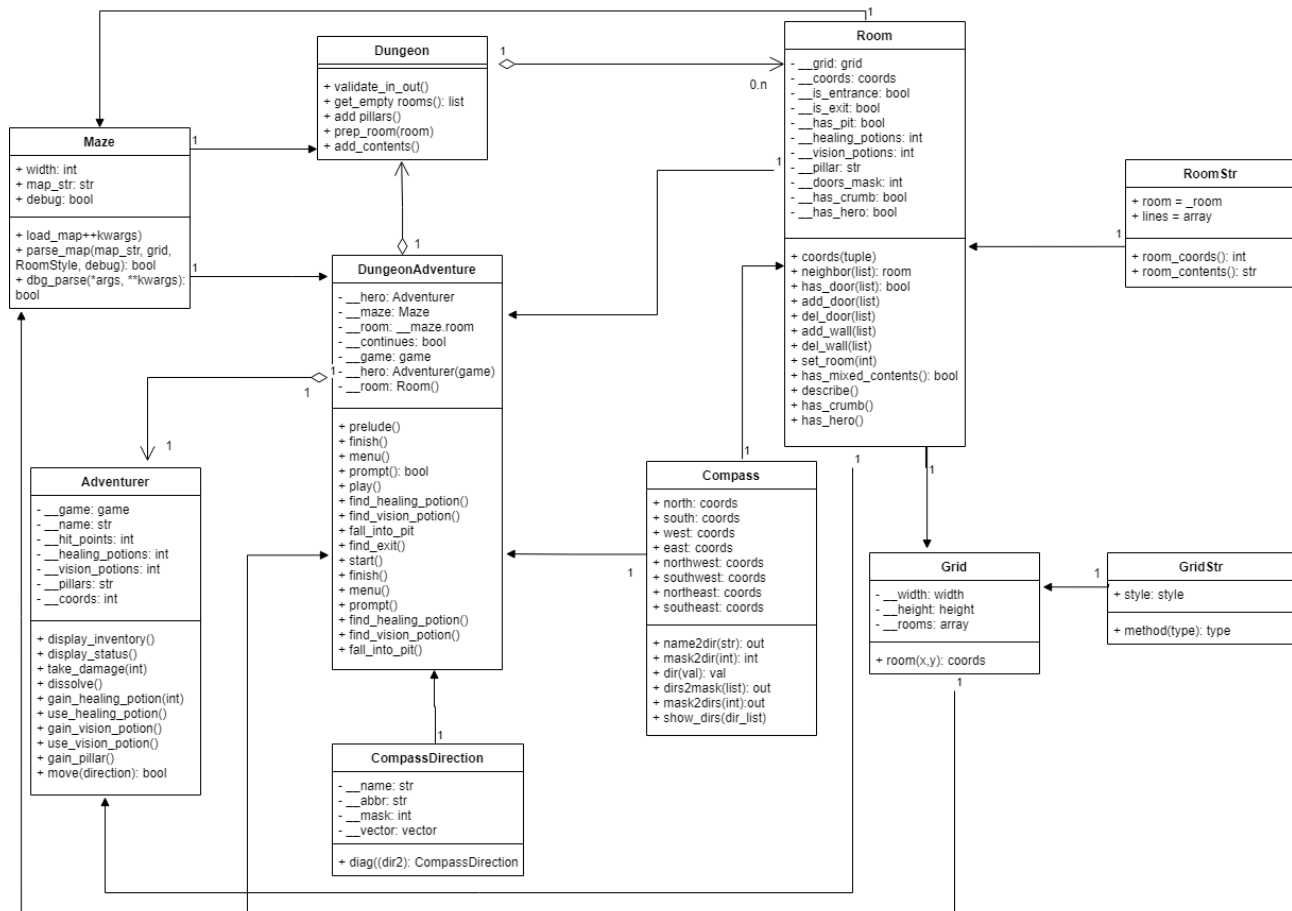 Maze
+ width: int
+ map_str: str
+ debug: bool
+ load_map++kwargs)
+ parse_map(map_str, grid,
RoomStyle, debug): bool
+ dbg_parse(*args, **kwargs):
bool
1
1
Dungeon
+ validate_in_out()
+ get_empty rooms(): list
+ add pillars()
+ prep_room(room)
+ add_contents()
1
0.n
1
DungeonAdventure
- __hero: Adventurer
- __maze: Maze
- __room: __maze.room
- __continues: bool
- __game: game
- __hero: Adventurer(game)
- __room: Room()
+ prelude()
+ finish()
+ menu()
+ prompt(): bool
+ play()
+ find_healing_potion()
+ find_vision_potion()
+ fall_into_pit
+ find_exit()
+ start()
+ finish()
+ menu()
+ prompt()
+ find_healing_potion()
+ find_vision_potion()
+ fall_into_pit()
1
1
1
Adventurer
- __game: game
- __name: str
- __hit_points: int
- __healing_potions: int
- __vision_potions: int
- __pillars: str
- __coords: int
+ display_inventory()
+ display_status()
+ take_damage(int)
+ dissolve()
+ gain_healing_potion(int)
+ use_healing_potion()
+ gain_vision_potion()
+ use_vision_potion()
+ gain_pillar()
+ move(direction): bool
1
CompassDirection
- __name: str
- __abbr: str
- __mask: int
- __vector: vector
+ diag((dir2): CompassDirection
1
Room
- __grid: grid
- __coords: coords
- __is_entrance: bool
- __is_exit: bool
- __has_pit: bool
- __healing_potions: int
- __vision_potions: int
- __pillar: str
- __doors_mask: int
- __has_crumb: bool
- __has_hero: bool
+ coords(tuple)
+ neighbor(list): room
+ has_door(list): bool
+ add_door(list)
+ del_door(list)
+ add_wall(list)
+ del_wall(list)
+ set_room(int)
+ has_mixed_contents(): bool
+ describe()
+ has_crumb()
+ has_hero()
1
1
1
1
Compass
+ north: coords
+ south: coords
+ west: coords
+ east: coords
+ northwest: coords
+ southwest: coords
+ northeast: coords
+ southeast: coords
+ name2dir(str): out
+ mask2dir(int): int
+ dir(val): val
+ dirs2mask(list): out
+ mask2dirs(int):out
+ show_dirs(dir_list)
1
RoomStr
+ room = _room
+ lines = array
+ room_coords(): int
+ room_contents(): str
1
Grid
- __width: width
- __height: height
- __rooms: array
+ room(x,y): coords
1
GridStr
+ style: style
+ method(type): type
1